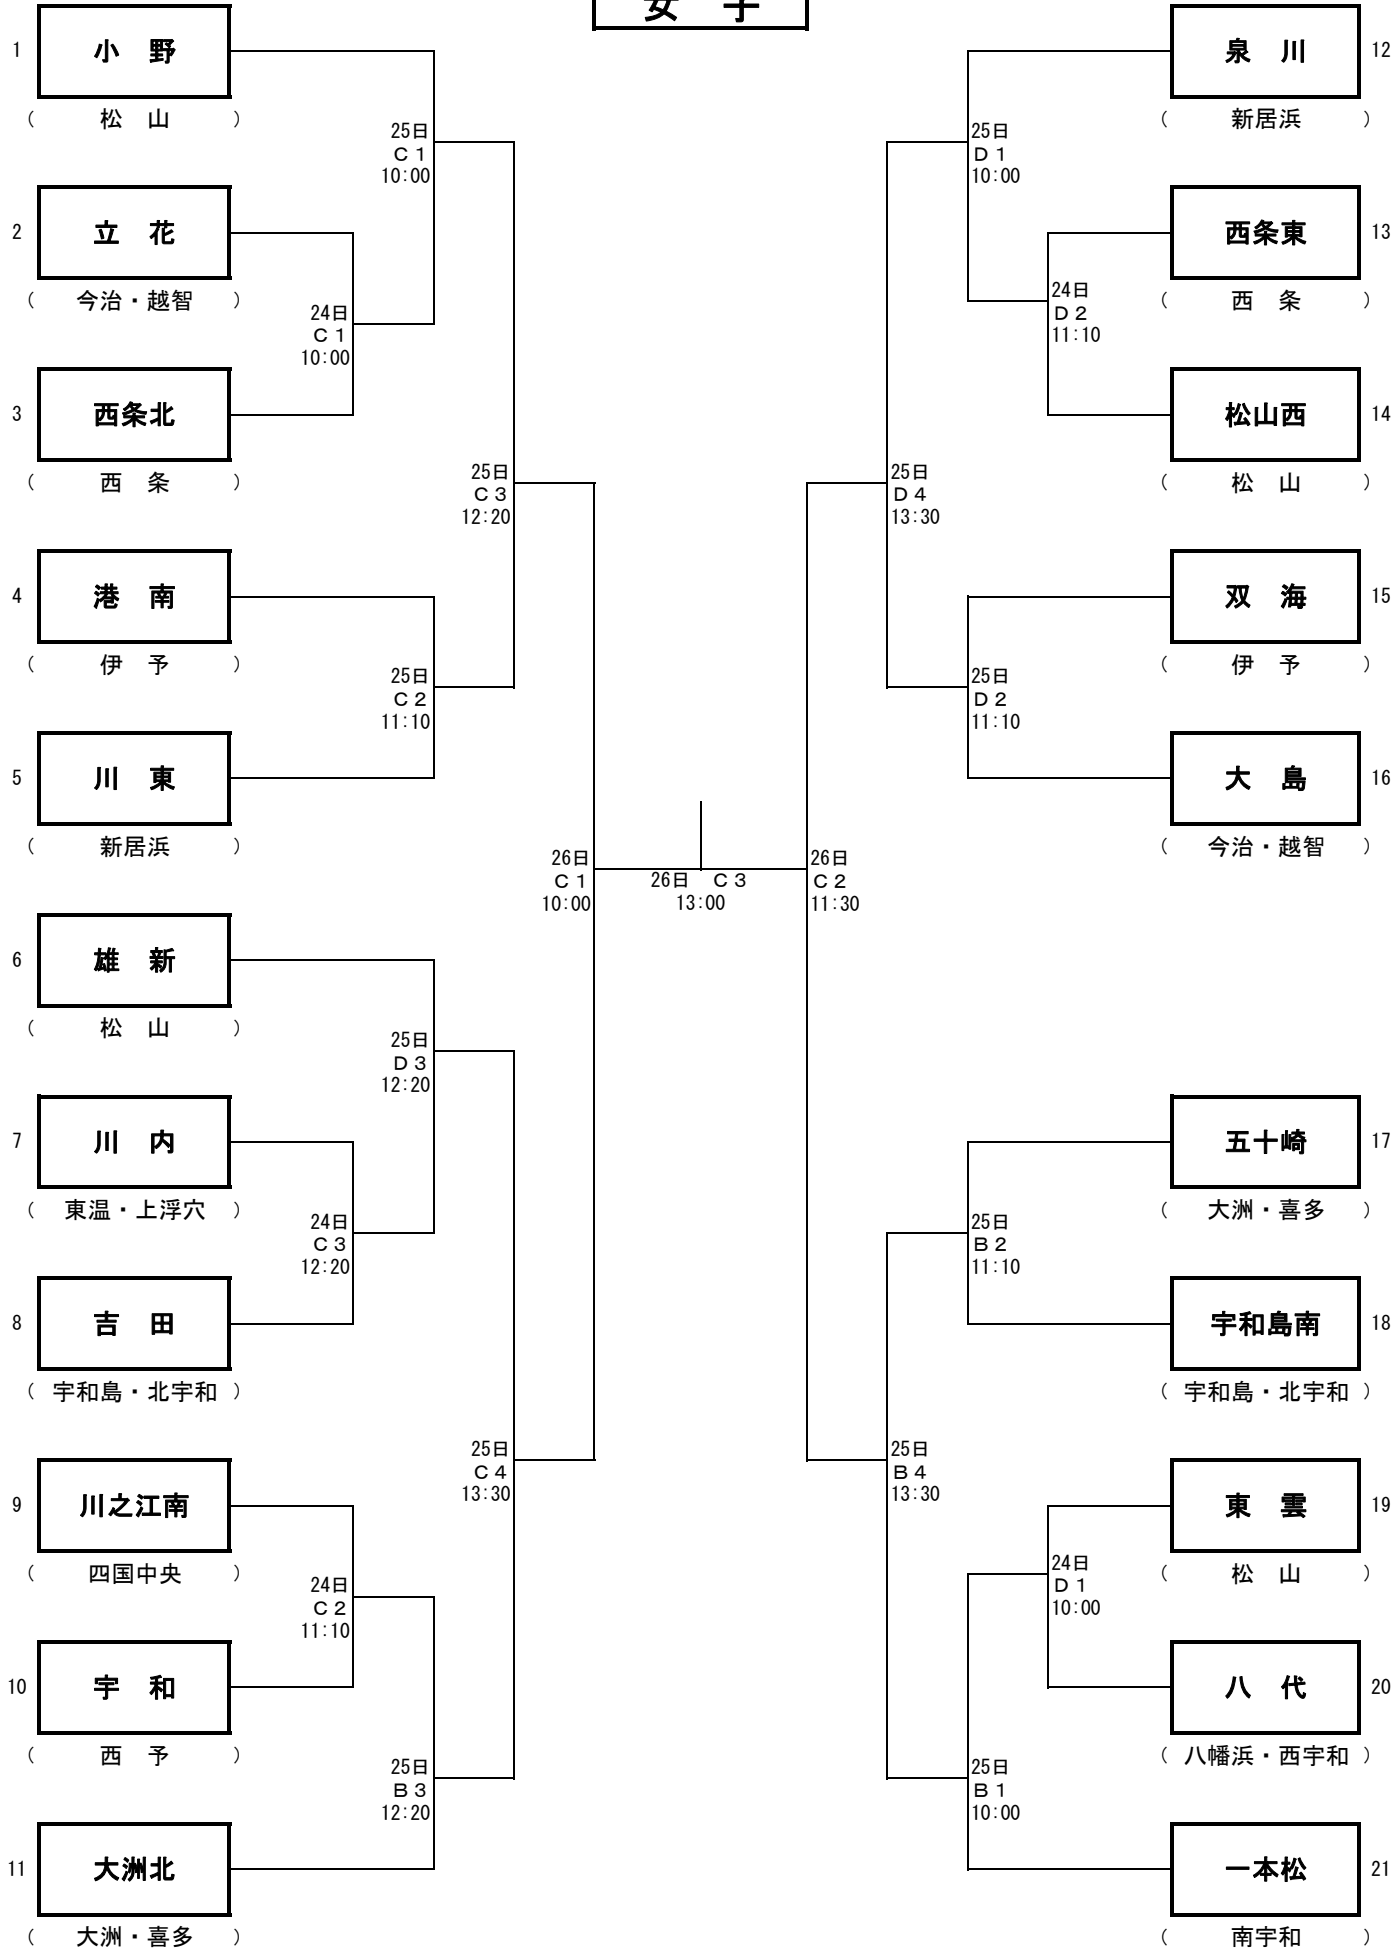 女　子
1 小　野
（ 松　山 ）
2 立　花
（ 今治・越智 ）
3 西条北
（ 西　条 ）
4 港　南
（ 伊　予 ）
5 川　東
（ 新居浜 ）
6 雄　新
（ 松　山 ）
7 川　内
（ 東温・上浮穴 ）
8 吉　田
（ 宇和島・北宇和 ）
9 川之江南
（ 四国中央 ）
10 宇　和
（ 西　予 ）
11 大洲北
（ 大洲・喜多 ）
24日
Ｃ１
10:00
24日
Ｃ３
12:20
24日
Ｃ２
11:10
25日
Ｃ１
10:00
25日
Ｃ２
11:10
25日
Ｄ３
12:20
25日
Ｂ３
12:20
25日
Ｃ３
12:20
25日
Ｃ４
13:30
26日
Ｃ１
10:00
26日　Ｃ３
13:00
26日
Ｃ２
11:30
25日
Ｄ４
13:30
25日
Ｂ４
13:30
25日
Ｄ１
10:00
25日
Ｄ２
11:10
25日
Ｂ２
11:10
25日
Ｂ１
10:00
24日
Ｄ２
11:10
24日
Ｄ１
10:00
泉　川 12
（ 新居浜 ）
西条東 13
（ 西　条 ）
松山西 14
（ 松　山 ）
双　海 15
（ 伊　予 ）
大　島 16
（ 今治・越智 ）
五十崎 17
（ 大洲・喜多 ）
宇和島南 18
（ 宇和島・北宇和 ）
東　雲 19
（ 松　山 ）
八　代 20
（ 八幡浜・西宇和 ）
一本松 21
（ 南宇和 ）